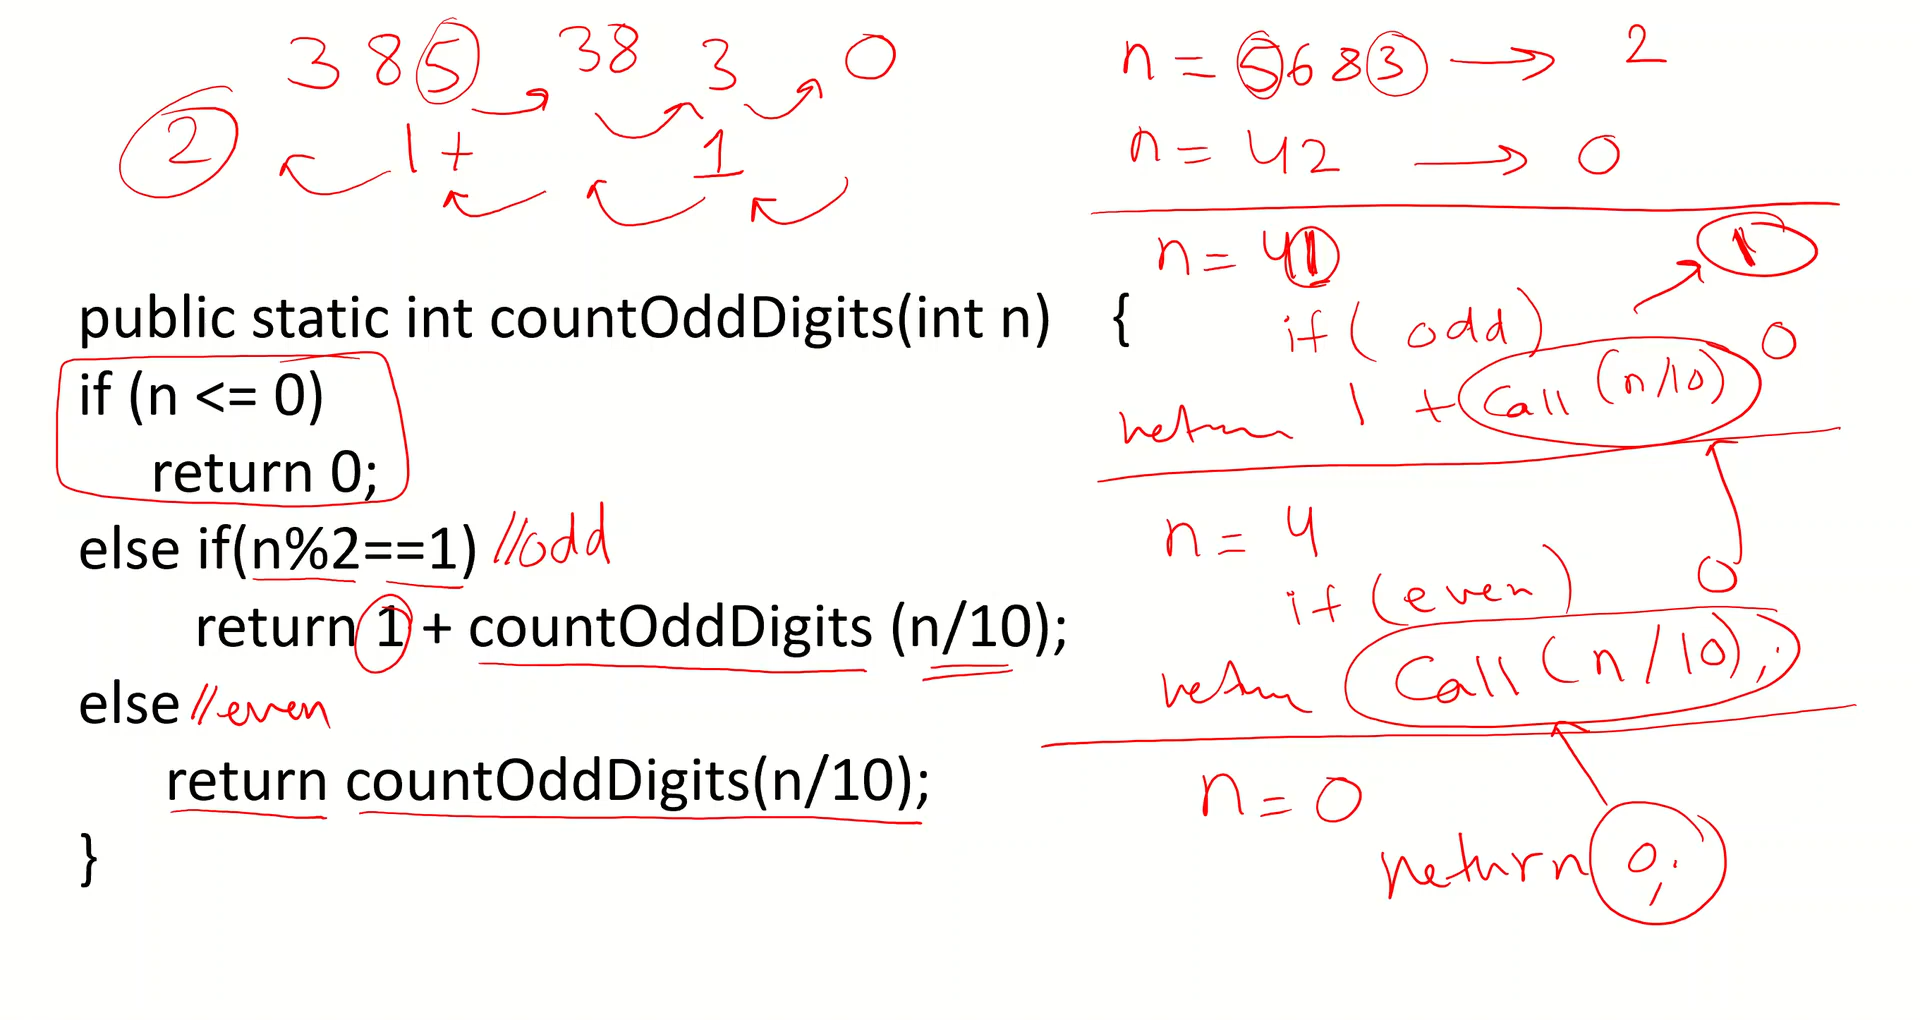 3 8 5 38 3 0
2 1 + 1
public static int countOddDigits(int n) {
if (n <= 0)
return 0;
else if(n%2==1) //odd
return 1 + countOddDigits (n/10);
else //even
return countOddDigits(n/10);
}
n = 5683 → 2
n = 42 → 0
n = 41 1
if ( odd)
0
return 1 + Call (n/10)
n = 4
0
if (even)
return Call (n/10);
n = 0
return 0;